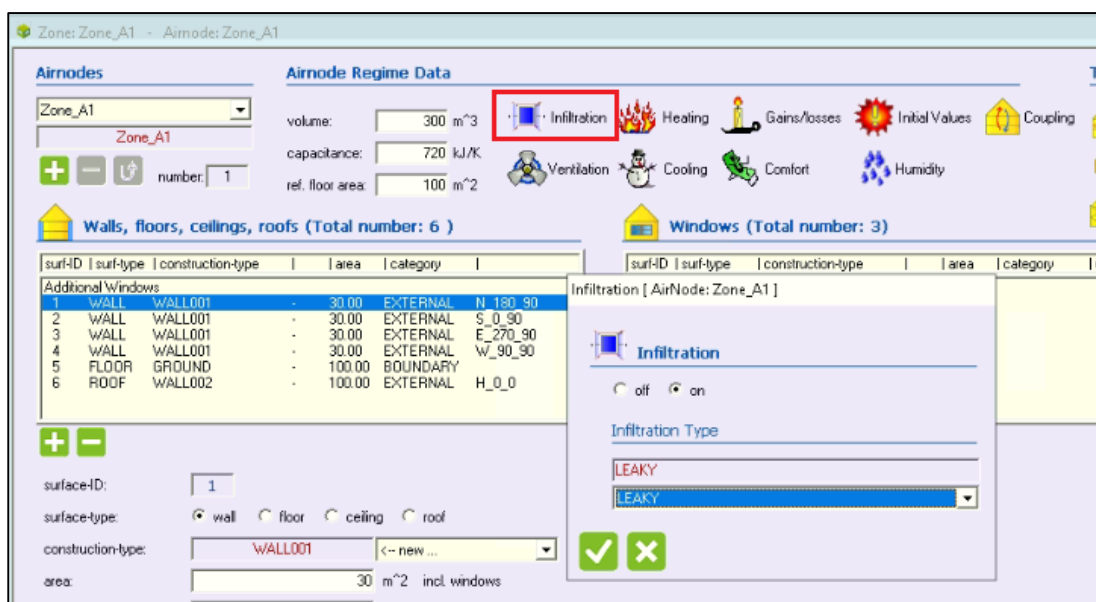 Zone: Zone_A1 - Airnode: Zone_A1
Airnodes
Airnode Regime Data
Zone_A1
Zone_A1
number: 1
volume: 300 m^3
capacitance: 720 kJ/K
ref. floor area: 100 m^2
Infiltration
Heating
Gains/losses
Initial Values
Coupling
Ventilation
Cooling
Comfort
Humidity
Walls, floors, ceilings, roofs (Total number: 6 )
surf-ID | surf-type | construction-type | | area | category |
Additional Windows
1 WALL WALL001 - 30.00 EXTERNAL N_180_90
2 WALL WALL001 - 30.00 EXTERNAL S_0_90
3 WALL WALL001 - 30.00 EXTERNAL E_270_90
4 WALL WALL001 - 30.00 EXTERNAL W_90_90
5 FLOOR GROUND - 100.00 BOUNDARY
6 ROOF WALL002 - 100.00 EXTERNAL H_0_0
Windows (Total number: 3)
surf-ID | surf-type | construction-type | | area | category
surface-ID: 1
surface-type: wall floor ceiling roof
construction-type: WALL001 <-- new ...
area: 30 m^2 incl. windows
Infiltration [ AirNode: Zone_A1 ]
Infiltration
off on
Infiltration Type
LEAKY
LEAKY